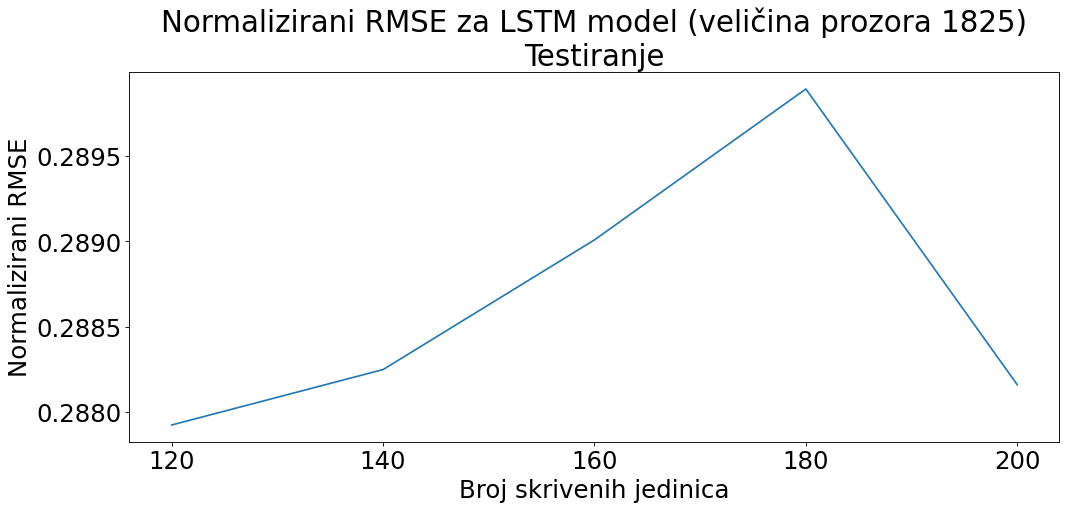 Normalizirani RMSE za LSTM model (veličina prozora 1825)
Testiranje
Normalizirani RMSE
0.2895
0.2890
0.2885
0.2880
120 140 160 180 200
Broj skrivenih jedinica